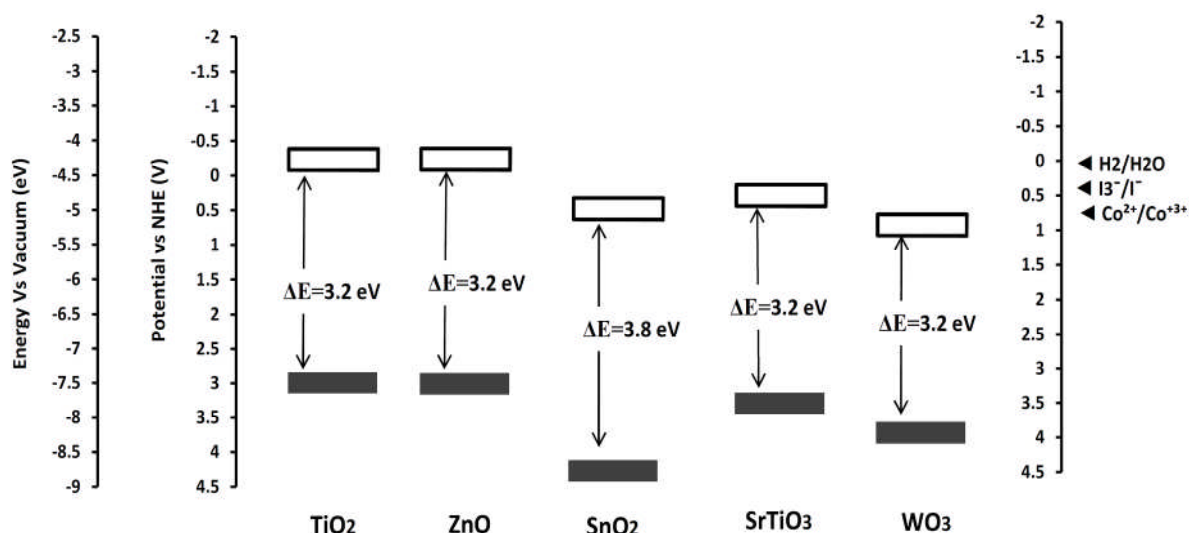 Energy Vs Vacuum (eV)
-2.5
-3
-3.5
-4
-4.5
-5
-5.5
-6
-6.5
-7
-7.5
-8
-8.5
-9
Potential vs NHE (V)
-2
-1.5
-1
-0.5
0
0.5
1
1.5
2
2.5
3
3.5
4
4.5
ΔE=3.2 eV
ΔE=3.2 eV
ΔE=3.8 eV
ΔE=3.2 eV
ΔE=3.2 eV
TiO2
ZnO
SnO2
SrTiO3
WO3
-2
-1.5
-1
-0.5
0
0.5
1
1.5
2
2.5
3
3.5
4
4.5
H2/H2O
I3⁻/I⁻
Co²⁺/Co⁺³⁺